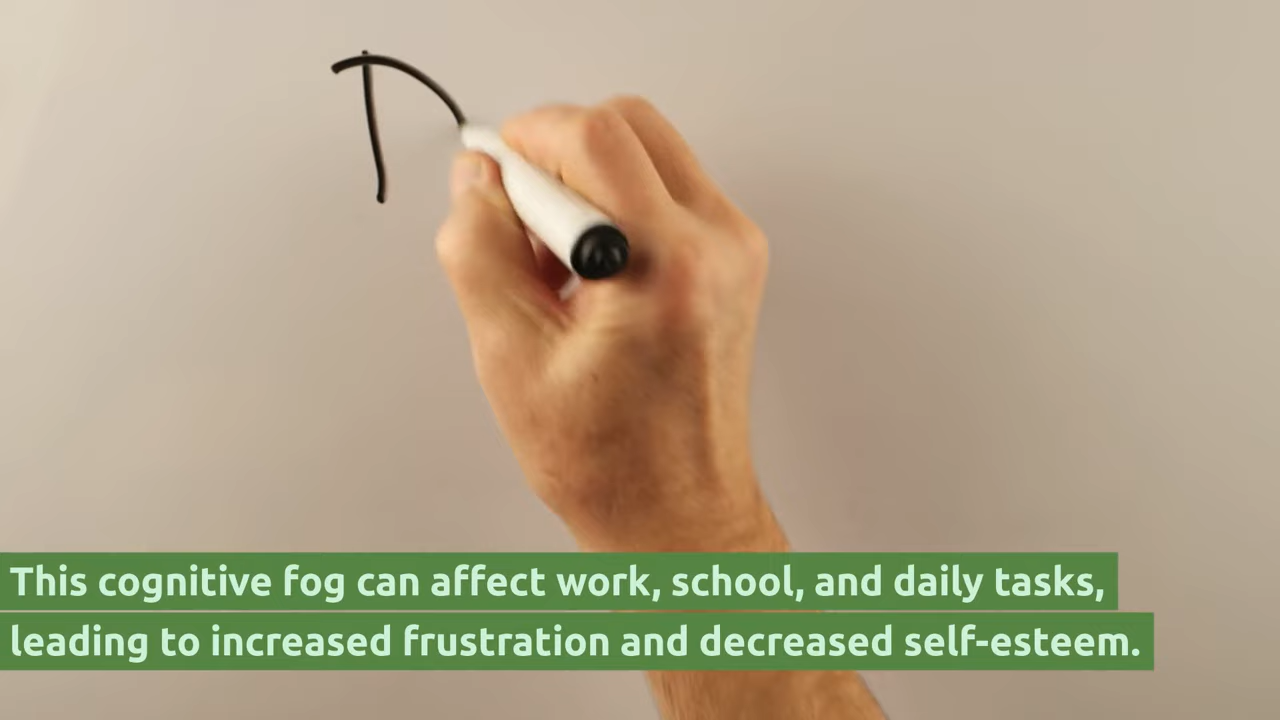 This cognitive fog can affect work, school, and daily tasks,
leading to increased frustration and decreased self-esteem.